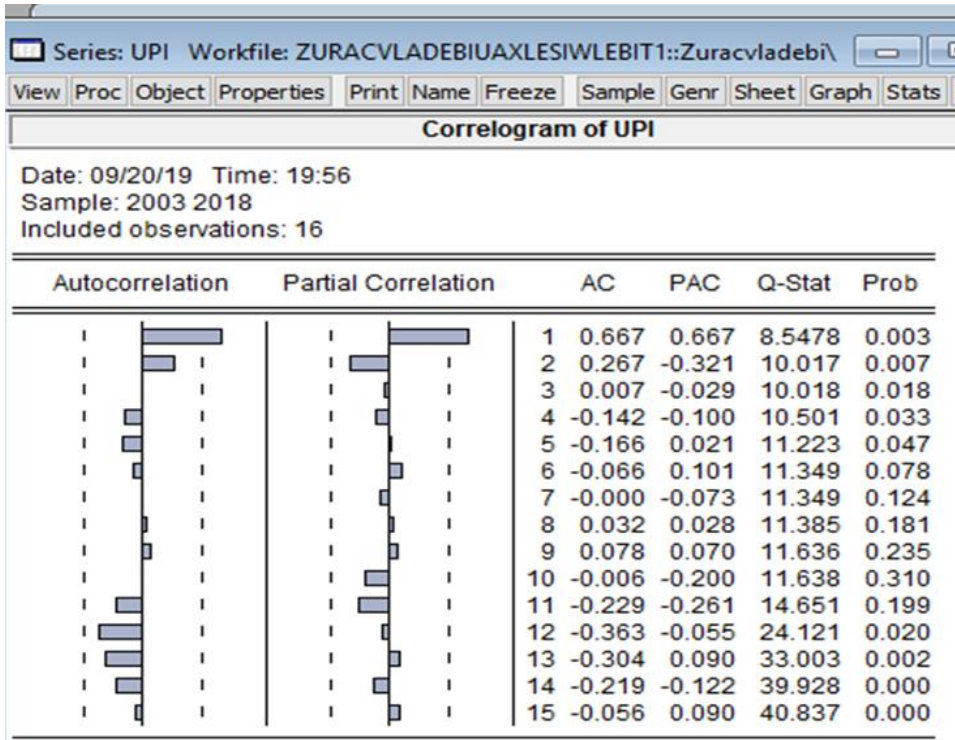 Series: UPI Workfile: ZURACVLADEBIUAXLESIWLEBIT1::Zuracvladebi\
View Proc Object Properties Print Name Freeze Sample Genr Sheet Graph Stats
Correlogram of UPI
Date: 09/20/19 Time: 19:56
Sample: 2003 2018
Included observations: 16
Autocorrelation Partial Correlation AC PAC Q-Stat Prob
1 0.667 0.667 8.5478 0.003
2 0.267 -0.321 10.017 0.007
3 0.007 -0.029 10.018 0.018
4 -0.142 -0.100 10.501 0.033
5 -0.166 0.021 11.223 0.047
6 -0.066 0.101 11.349 0.078
7 -0.000 -0.073 11.349 0.124
8 0.032 0.028 11.385 0.181
9 0.078 0.070 11.636 0.235
10 -0.006 -0.200 11.638 0.310
11 -0.229 -0.261 14.651 0.199
12 -0.363 -0.055 24.121 0.020
13 -0.304 0.090 33.003 0.002
14 -0.219 -0.122 39.928 0.000
15 -0.056 0.090 40.837 0.000